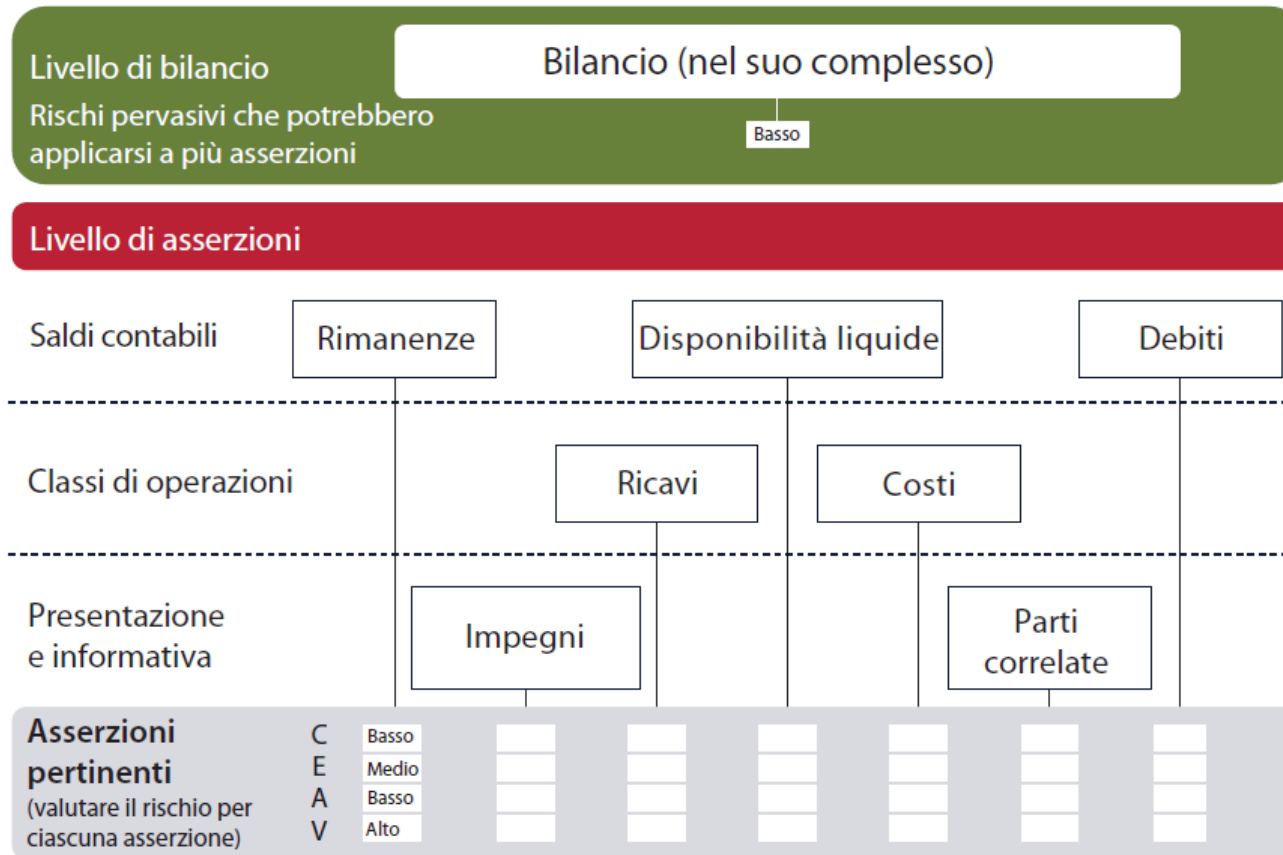 Livello di bilancio
Bilancio (nel suo complesso)
Rischi pervasivi che potrebbero
applicarsi a più asserzioni
Basso
Livello di asserzioni
Saldi contabili
Rimanenze
Disponibilità liquide
Debiti
Classi di operazioni
Ricavi
Costi
Presentazione
e informativa
Impegni
Parti
correlate
Asserzioni
pertinenti
(valutare il rischio per
ciascuna asserzione)
C Basso
E Medio
A Basso
V Alto